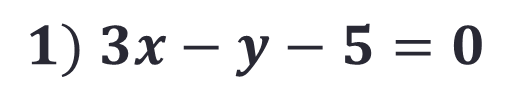 1) 3x − y − 5 = 0